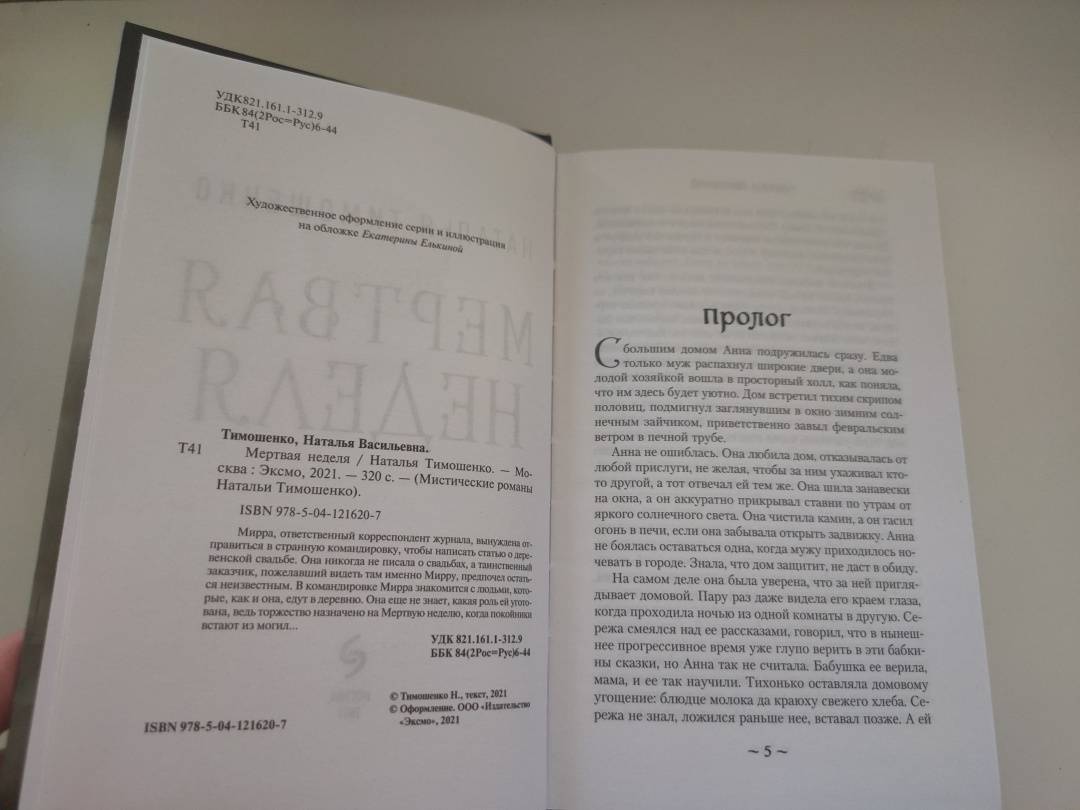 УДК 821.161.1-312.9
ББК 84(2Рос=Рус)6-44
Т41
Художественное оформление серии и иллюстрация
на обложке Екатерины Елькиной
Тимошенко, Наталья Васильевна.
Т41
Мертвая неделя / Наталья Тимошенко. — Мо-
сква : Эксмо, 2021. — 320 с. — (Мистические романы
Натальи Тимошенко).
ISBN 978-5-04-121620-7
Мирра, ответственный корреспондент журнала, вынуждена от-
правиться в странную командировку, чтобы написать статью о дере-
венской свадьбе. Она никогда не писала о свадьбах, а таинственный
заказчик, пожелавший видеть там именно Мирру, предпочел остать-
ся неизвестным. В командировке Мирра знакомится с людьми, кото-
рые, как и она, едут в деревню. Она еще не знает, какая роль ей угото-
вана, ведь торжество назначено на Мертвую неделю, когда покойники
встают из могил...
УДК 821.161.1-312.9
ББК 84(2Рос=Рус)6-44
© Тимошенко Н., текст, 2021
© Оформление. ООО «Издательство
«Эксмо», 2021
ISBN 978-5-04-121620-7
НАТАЛЬЯ ТИМОШЕНКО
МЕРТВАЯ
НЕДЕЛЯ
Пролог
С большим домом Анна подружилась сразу. Едва
только муж распахнул широкие двери, а она мо-
лодой хозяйкой вошла в просторный холл, как поняла,
что им здесь будет уютно. Дом встретил тихим скрипом
половиц, подмигнул заглянувшим в окно зимним сол-
нечным зайчиком, приветственно завыл февральским
ветром в печной трубе.
Анна не ошиблась. Она любила дом, отказывалась от
любой прислуги, не желая, чтобы за ним ухаживал кто-
то другой, а тот отвечал ей тем же. Она шила занавески
на окна, а он аккуратно прикрывал ставни по утрам от
яркого солнечного света. Она чистила камин, а он гасил
огонь в печи, если она забывала открыть задвижку. Анна
не боялась оставаться одна, когда мужу приходилось но-
чевать в городе. Знала, что дом защитит, не даст в обиду.
На самом деле она была уверена, что за ней пригля-
дывает домовой. Пару раз даже видела его краем глаза,
когда проходила ночью из одной комнаты в другую. Се-
режа смеялся над ее рассказами, говорил, что в нынеш-
нее прогрессивное время уже глупо верить в эти бабки-
ны сказки, но Анна так не считала. Бабушка ее верила,
мама, и ее так научили. Тихонько оставляла домовому
угощение: блюдце молока да краюху свежего хлеба. Се-
режа не знал, ложился раньше нее, вставал позже. А ей
~ 5 ~